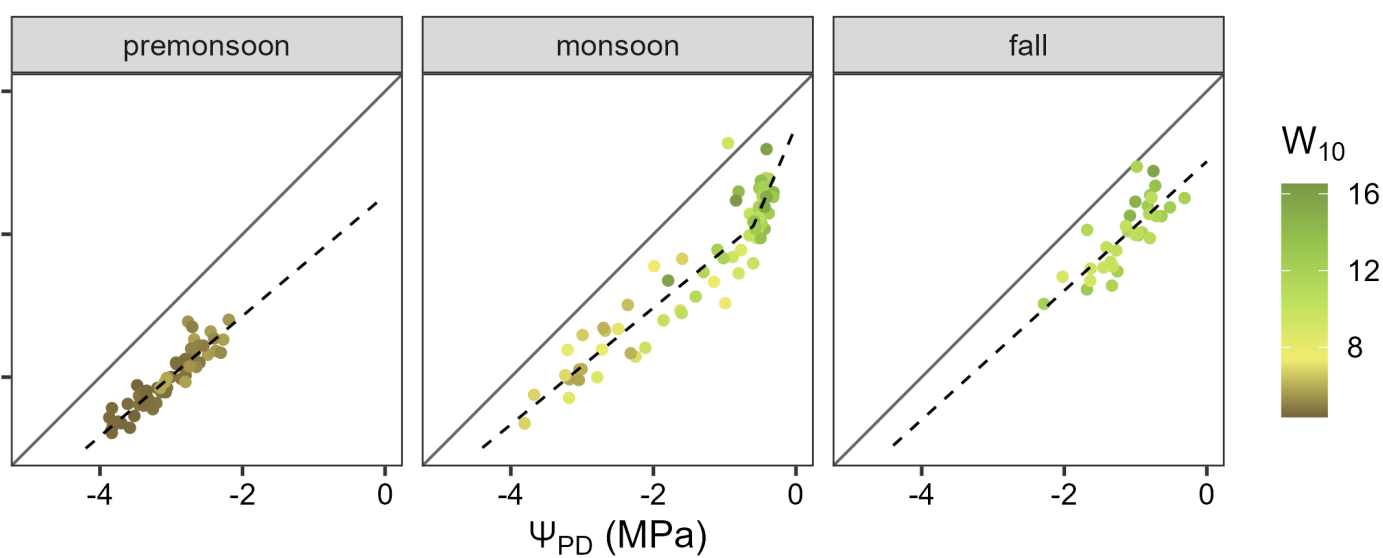 premonsoon monsoon fall
W10
16
12
8
-4 -2 0 -4 -2 0 -4 -2 0
ΨPD (MPa)